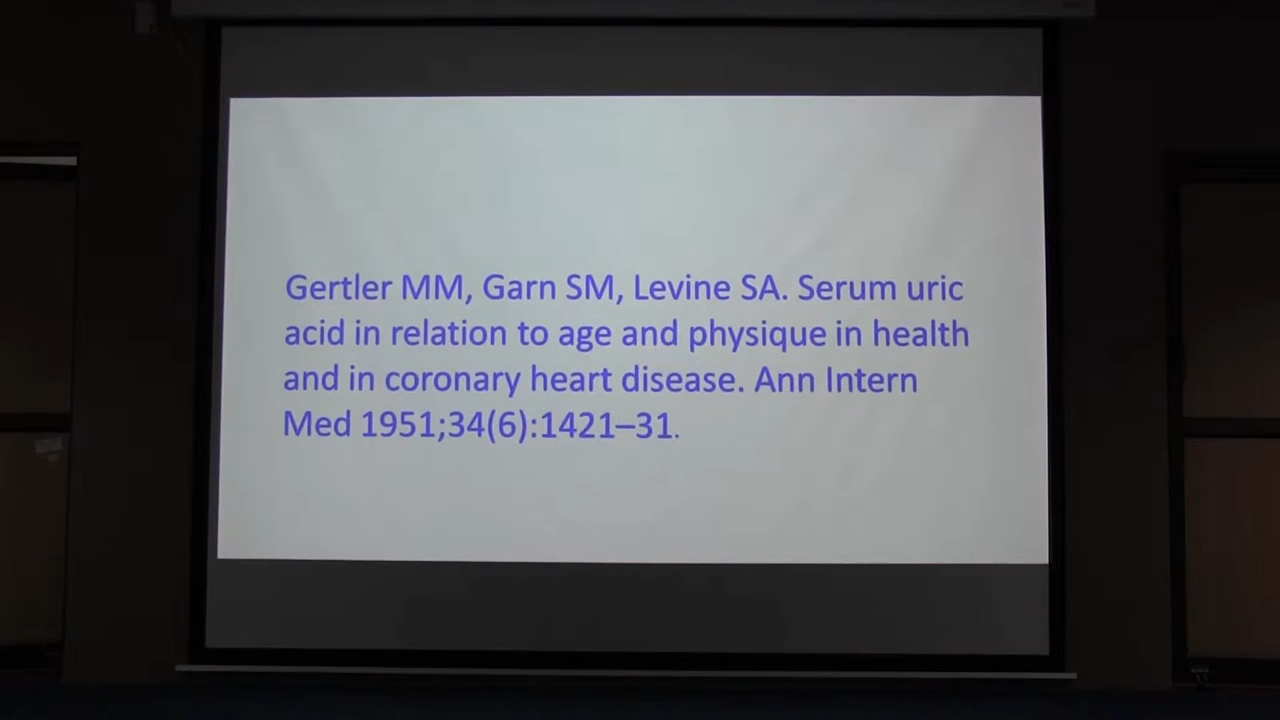 Gertler MM, Garn SM, Levine SA. Serum uric
acid in relation to age and physique in health
and in coronary heart disease. Ann Intern
Med 1951;34(6):1421–31.